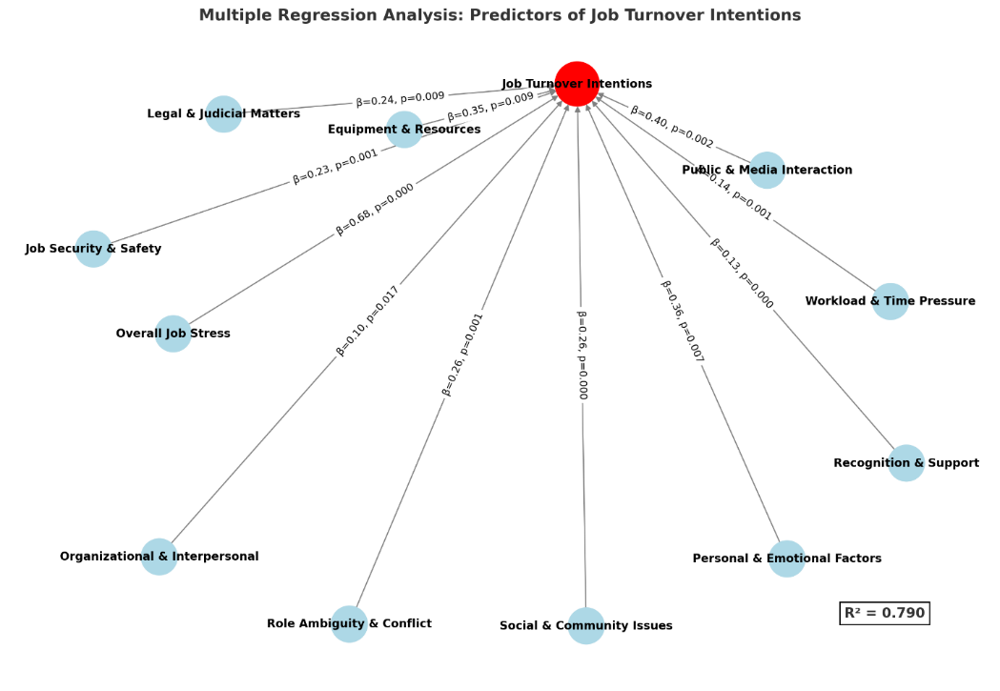 Multiple Regression Analysis: Predictors of Job Turnover Intentions
Job Turnover Intentions
β=0.24, p=0.009
β=0.35, p=0.009
Legal & Judicial Matters
Equipment & Resources
β=0.40, p=0.002
β=0.23, p=0.001
Public & Media Interaction
β=0.14, p=0.001
β=0.68, p=0.000
Job Security & Safety
β=0.13, p=0.000
Workload & Time Pressure
β=0.10, p=0.017
β=0.36, p=0.007
Overall Job Stress
β=0.26, p=0.001
β=0.26, p=0.000
Recognition & Support
Organizational & Interpersonal
Personal & Emotional Factors
R² = 0.790
Role Ambiguity & Conflict
Social & Community Issues